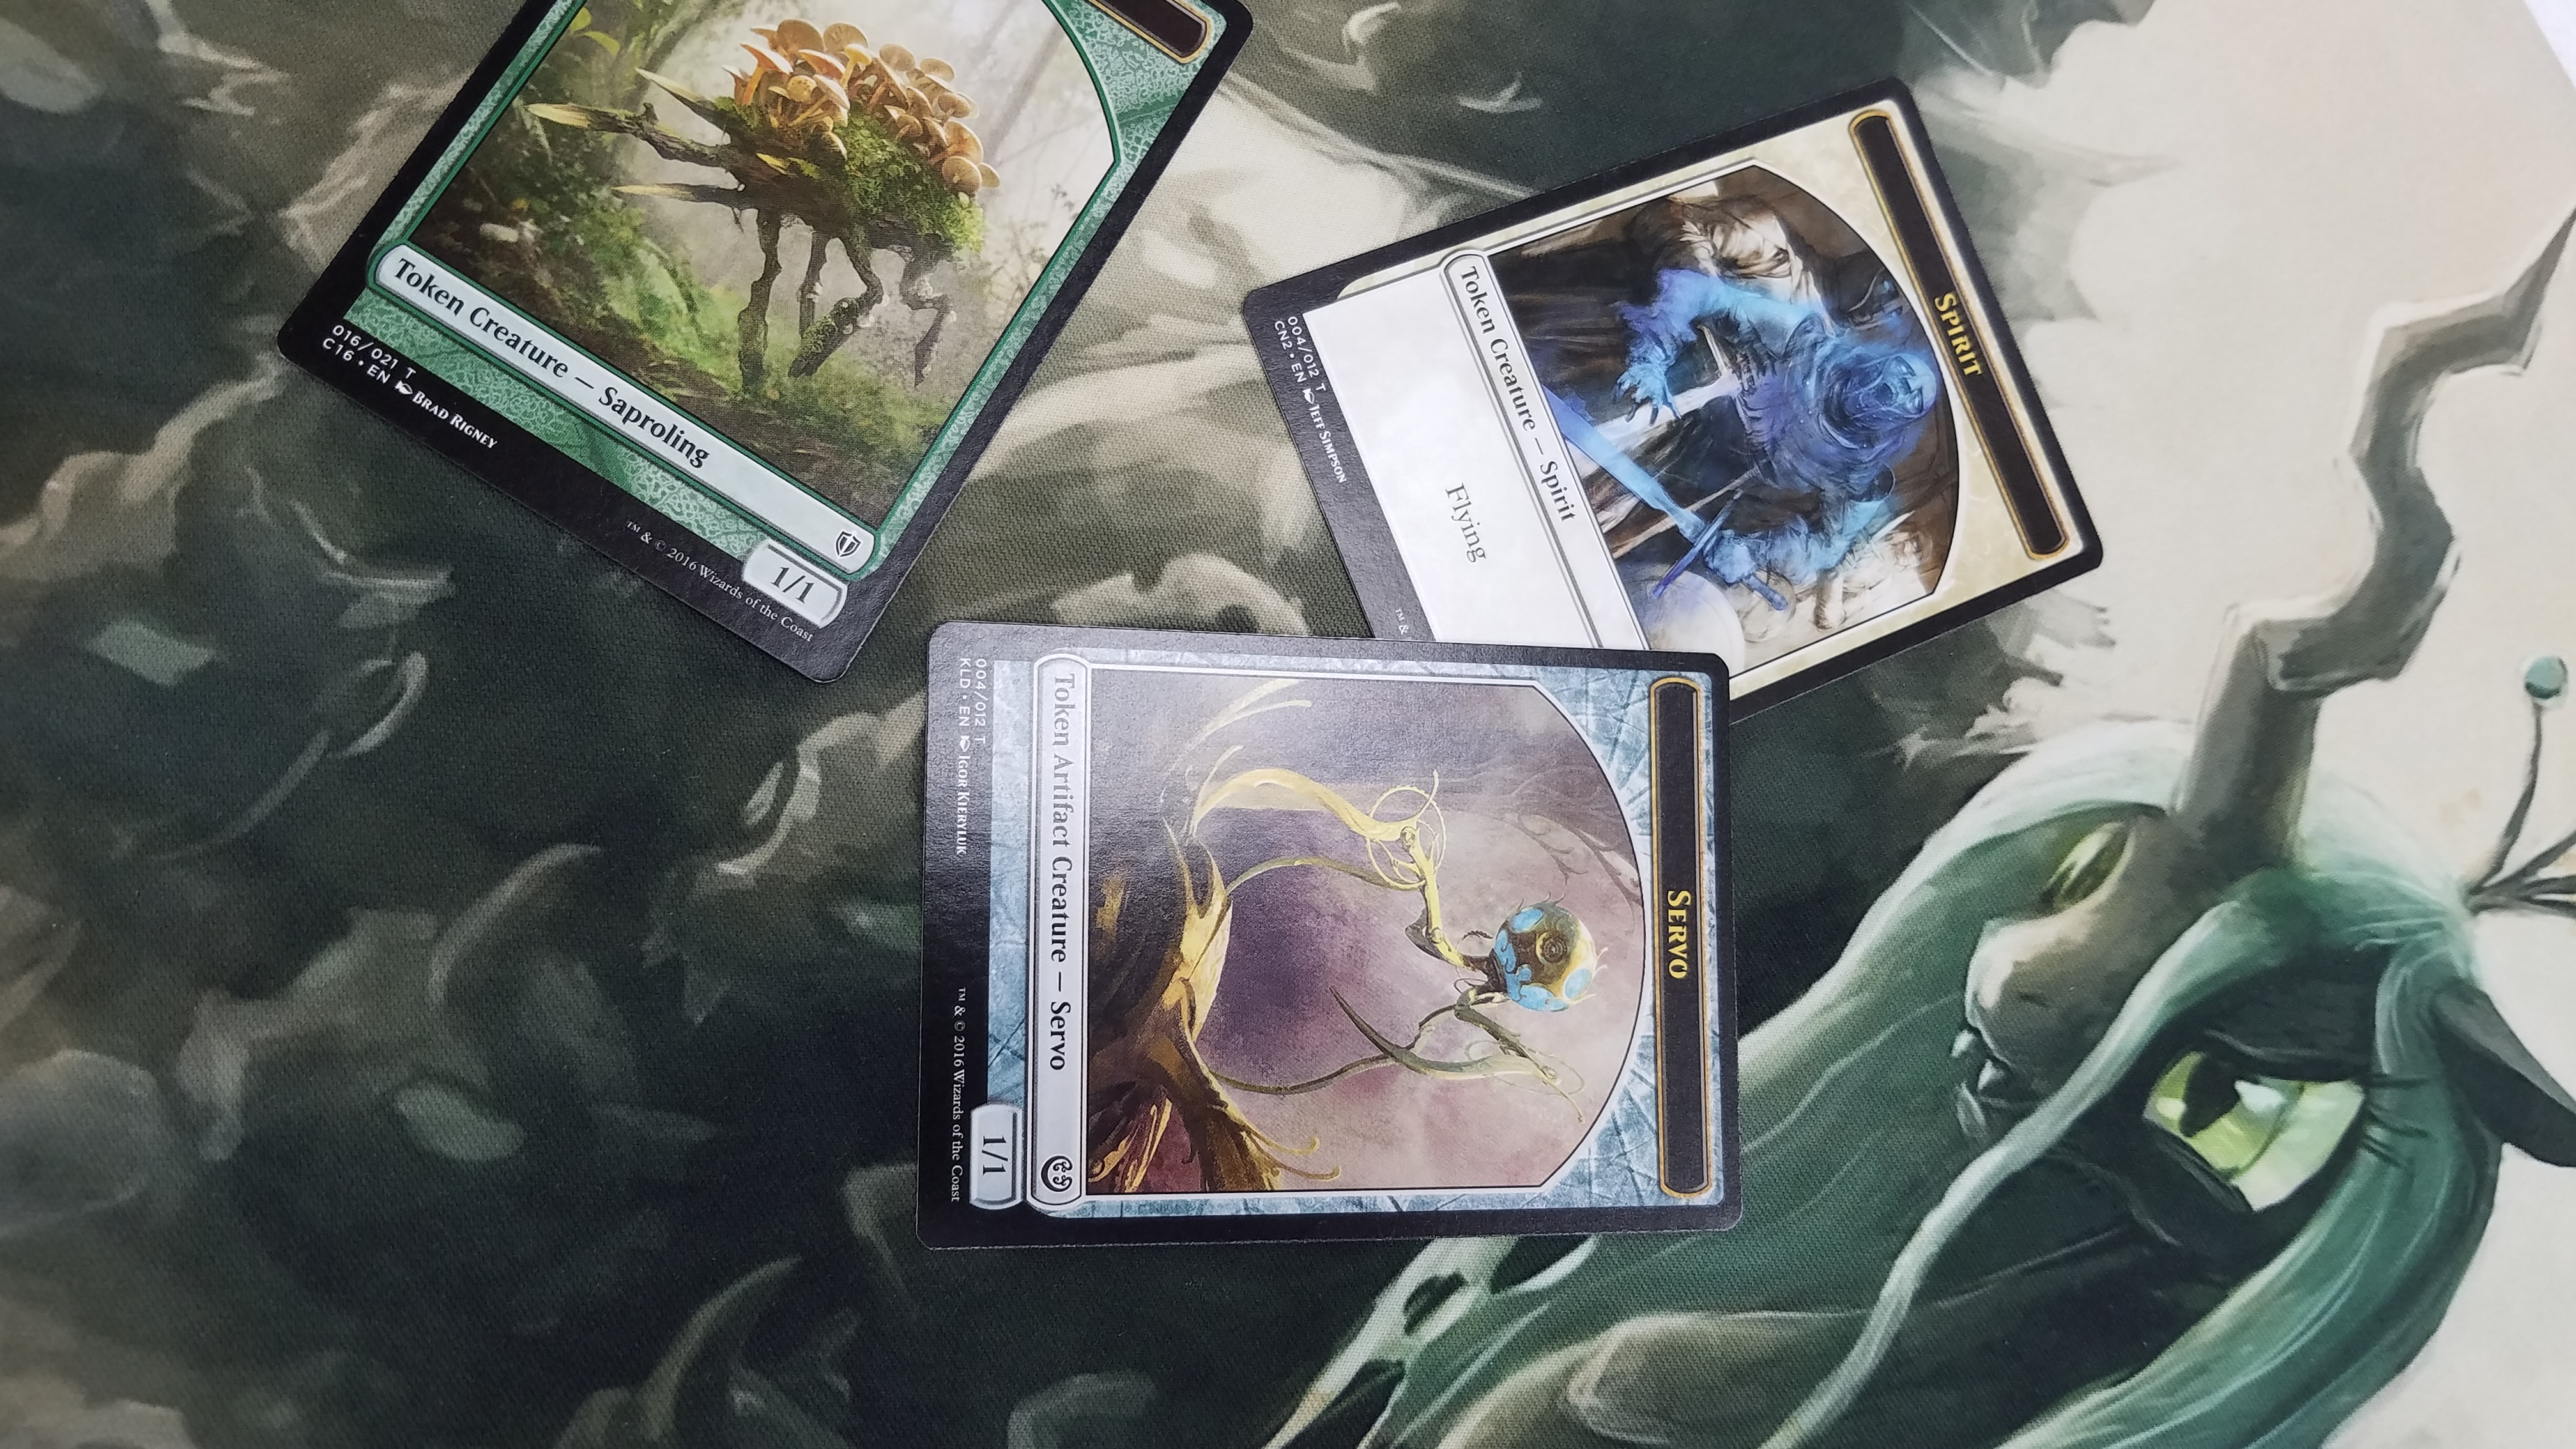 SERVO
Token Artifact Creature — Servo
1/1
004/012 T
KLD • EN IGOR KIERYLUK
™ & © 2016 Wizards of the Coast
SPIRIT
Token Creature — Spirit
Flying
004/012 T
CN2 • EN JEFF SIMPSON
™ &
Token Creature — Saproling
1/1
016/021 T
C16 • EN BRAD RIGNEY
™ & © 2016 Wizards of the Coast